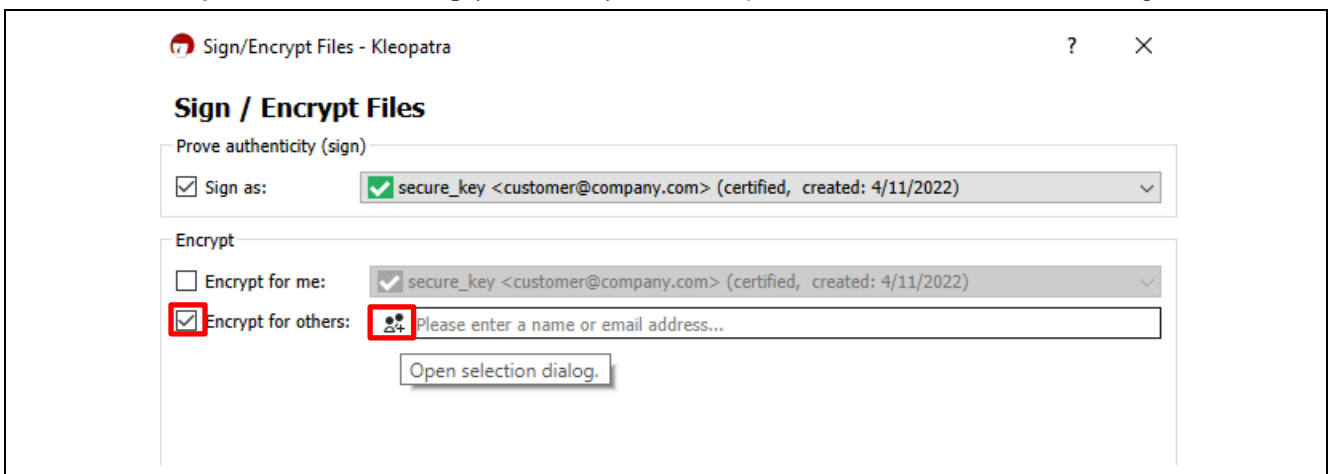 Sign/Encrypt Files - Kleopatra ?
Sign / Encrypt Files
Prove authenticity (sign)
Sign as: secure_key <customer@company.com> (certified, created: 4/11/2022)
Encrypt
Encrypt for me: secure_key <customer@company.com> (certified, created: 4/11/2022)
Encrypt for others: Please enter a name or email address...
Open selection dialog.